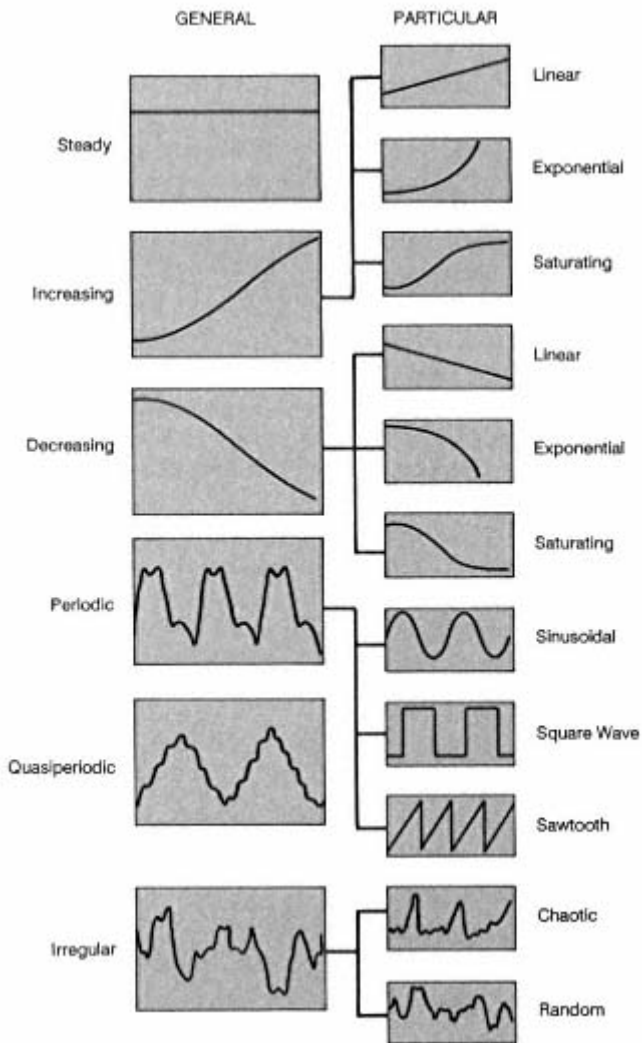 GENERAL
PARTICULAR
Linear
Steady
Exponential
Saturating
Increasing
Linear
Decreasing
Exponential
Saturating
Periodic
Sinusoidal
Square Wave
Quasiperiodic
Sawtooth
Chaotic
Irregular
Random